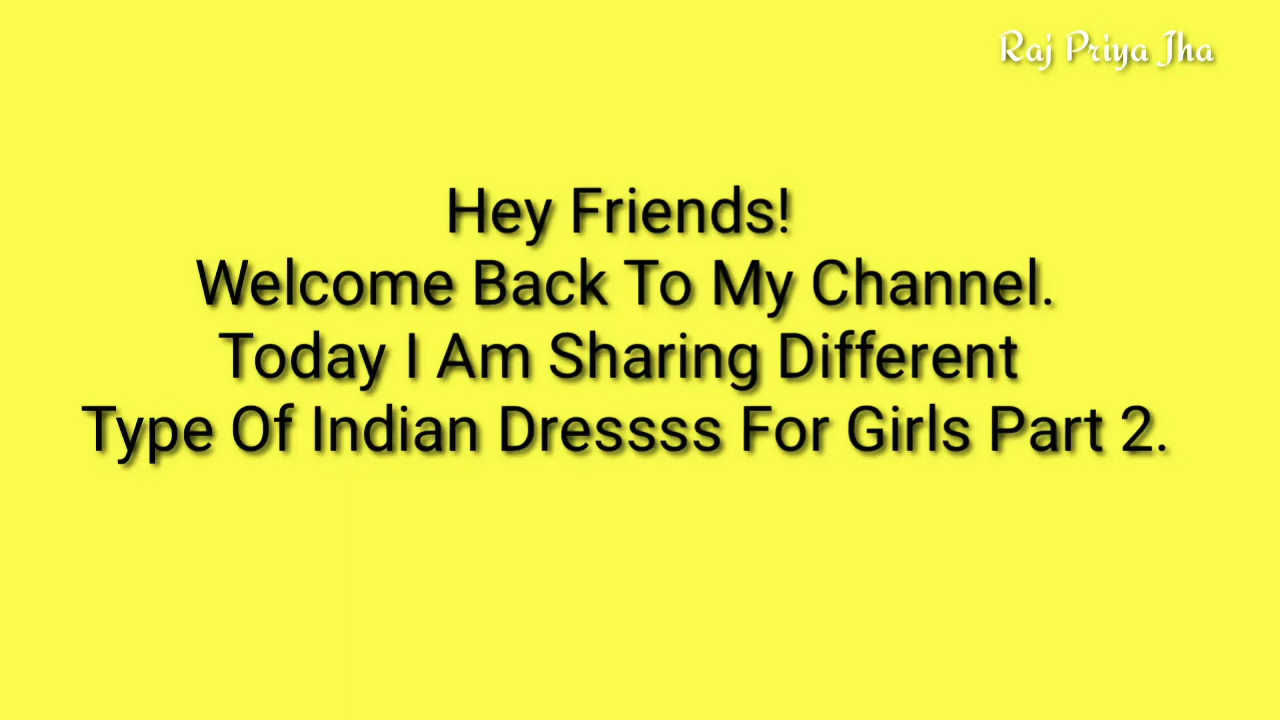 Raj Priya Jha
Hey Friends!
Welcome Back To My Channel.
Today I Am Sharing Different
Type Of Indian Dressss For Girls Part 2.